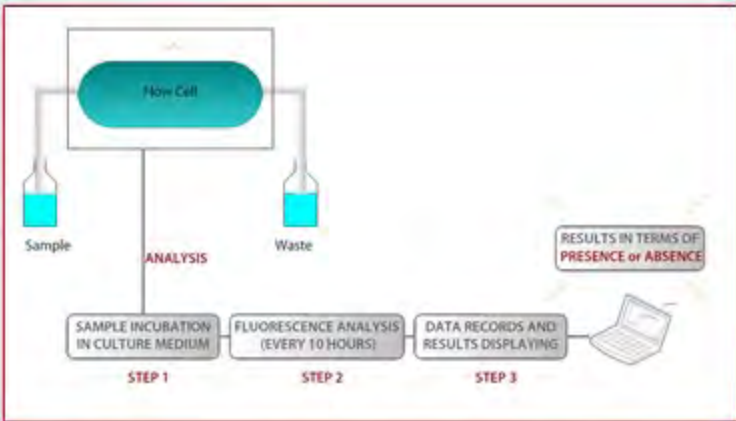 Flow Cell
Sample
Waste
ANALYSIS
RESULTS IN TERMS OF
PRESENCE or ABSENCE
SAMPLE INCUBATION
IN CULTURE MEDIUM
FLUORESCENCE ANALYSIS
(EVERY 10 HOURS)
DATA RECORDS AND
RESULTS DISPLAYING
STEP 1
STEP 2
STEP 3